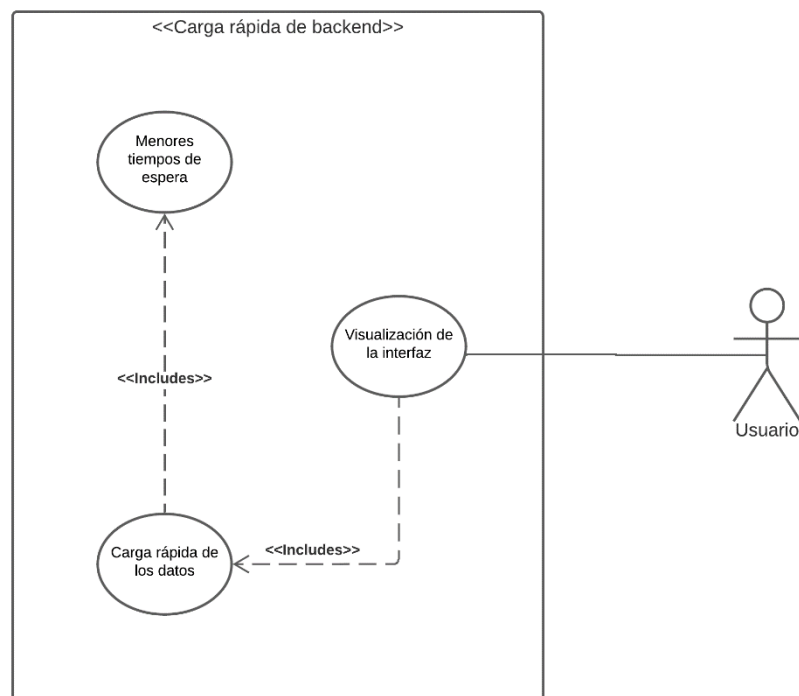 <<Carga rápida de backend>>
Menores
tiempos de
espera
Visualización de
la interfaz
<<Includes>>
Usuario
<<Includes>>
Carga rápida de
los datos